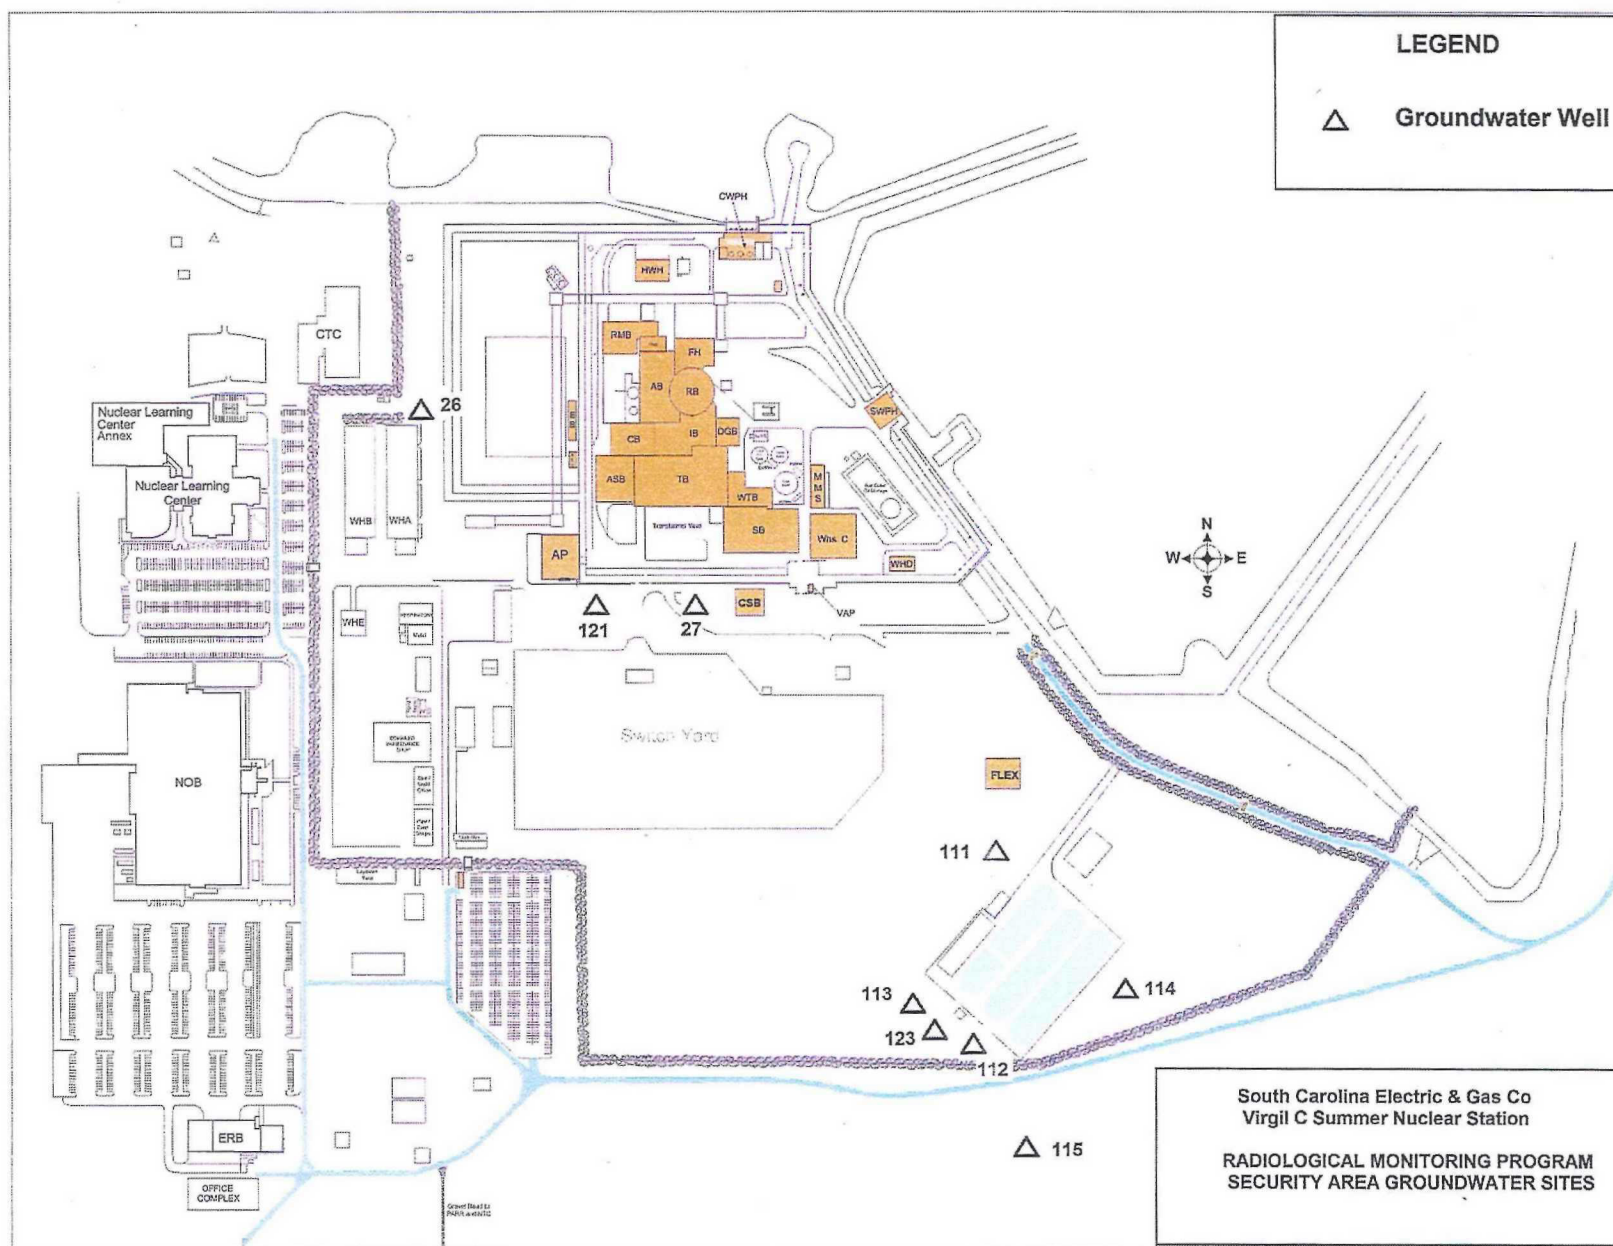 LEGEND
Groundwater Well
CWPH
HWH
RMB
FH
CTC
AB
RB
SWPH
26
Nuclear Learning
Center
Annex
CB
IB
DGB
Nuclear Learning
Center
ASB
TB
WTB
M
M
S
WHB
WHA
Transformer Yard
SB
Whs. C
N
W
E
S
AP
WHD
CSB
VAP
WHE
121
27
Switch Yard
NOB
FLEX
111
113
114
123
112
115
ERB
OFFICE
COMPLEX
South Carolina Electric & Gas Co
Virgil C Summer Nuclear Station
RADIOLOGICAL MONITORING PROGRAM
SECURITY AREA GROUNDWATER SITES